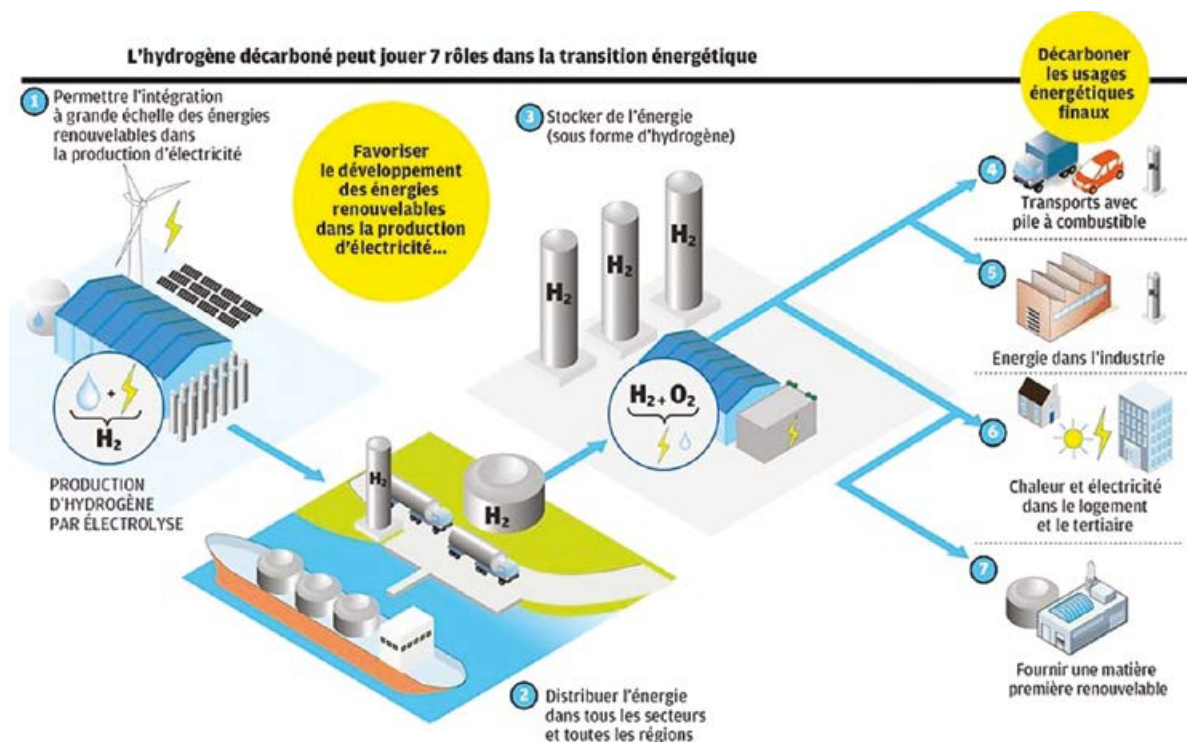 L'hydrogène décarboné peut jouer 7 rôles dans la transition énergétique
1 Permettre l'intégration
à grande échelle des énergies
renouvelables dans
la production d'électricité
Favoriser
le développement
des énergies
renouvelables
dans la production
d'électricité...
3 Stocker de l'énergie
(sous forme d'hydrogène)
Décarboner
les usages
énergétiques
finaux
H2
H2
H2
4
Transports avec
pile à combustible
5
Energie dans l'industrie
6
Chaleur et électricité
dans le logement
et le tertiaire
7
Fournir une matière
première renouvelable
+
H2
PRODUCTION
D'HYDROGÈNE
PAR ÉLECTROLYSE
H2
H2
H2 + O2
2 Distribuer l'énergie
dans tous les secteurs
et toutes les régions